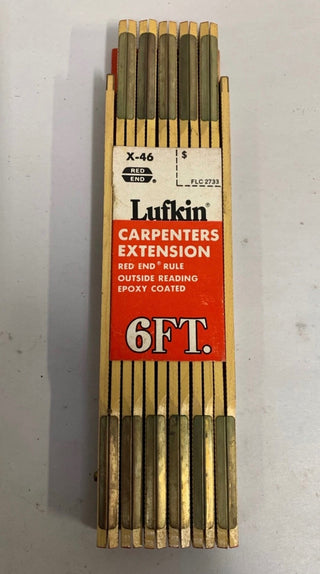 X-46 $
RED
END
FLC 2733
Lufkin®
CARPENTERS
EXTENSION
RED END® RULE
OUTSIDE READING
EPOXY COATED
6FT.